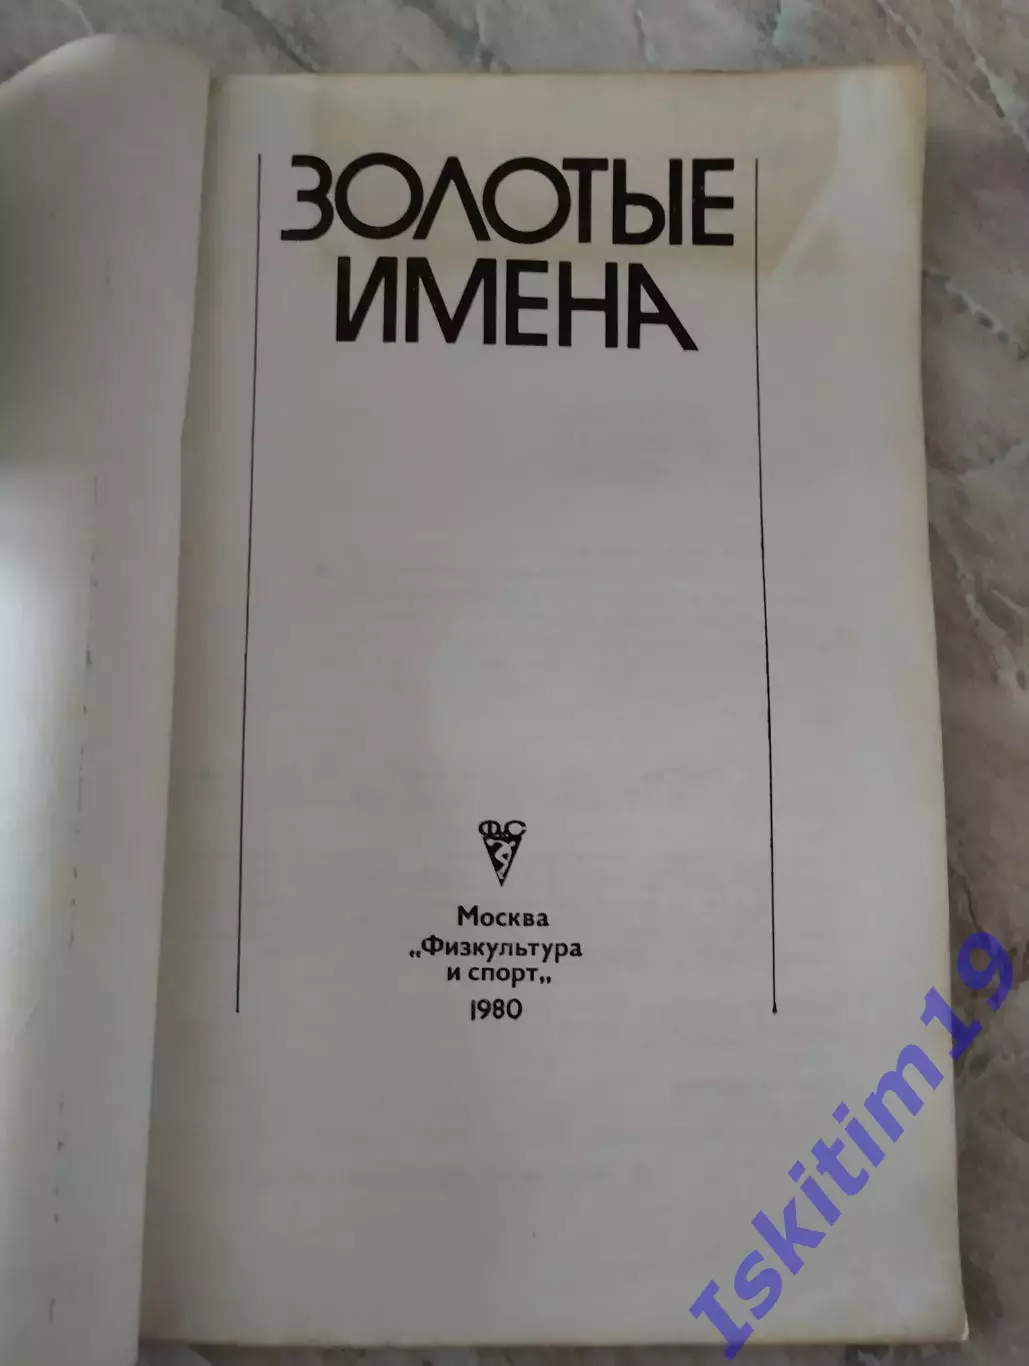 ЗОЛОТЫЕ
ИМЕНА
ФиС
Москва
„Физкультура
и спорт„
1980
Iskitim19